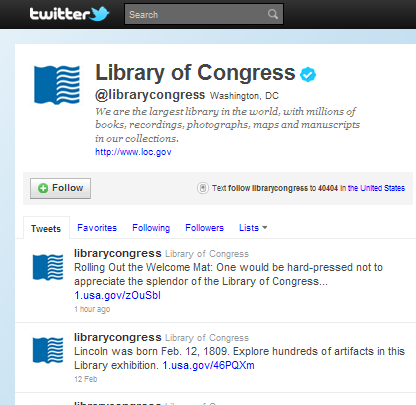 twitter
Search
Library of Congress
@librarycongress Washington, DC
We are the largest library in the world, with millions of
books, recordings, photographs, maps and manuscripts
in our collections.
http://www.loc.gov
Follow
Text follow librarycongress to 40404 in the United States
Tweets Favorites Following Followers Lists
librarycongress Library of Congress
Rolling Out the Welcome Mat: One would be hard-pressed not to
appreciate the splendor of the Library of Congress...
1.usa.gov/zOuSbI
1 hour ago
librarycongress Library of Congress
Lincoln was born Feb. 12, 1809. Explore hundreds of artifacts in this
Library exhibition. 1.usa.gov/46PQXm
12 Feb
librarycongress Library of Congress